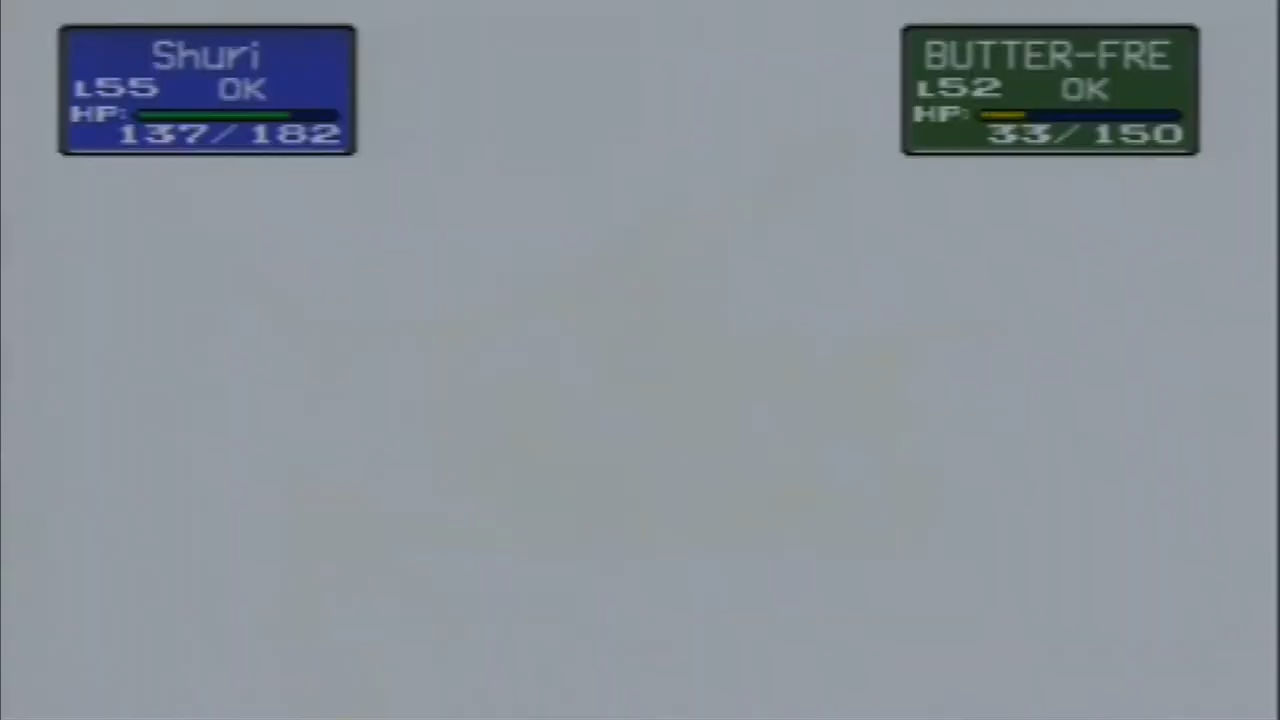 Shuri
L55 OK
HP:
137/182
BUTTER-FRE
L52 OK
HP:
33/150